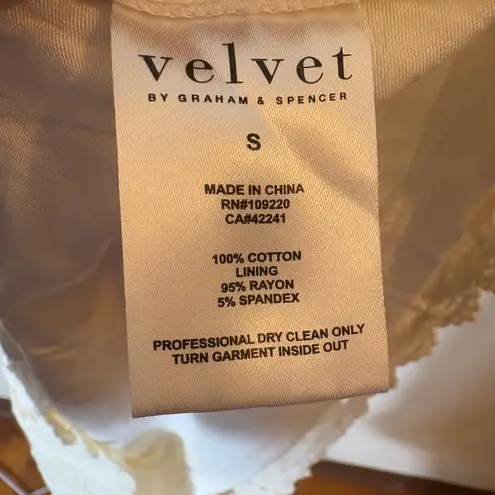 velvet
BY GRAHAM & SPENCER
S
MADE IN CHINA
RN#109220
CA#42241
100% COTTON
LINING
95% RAYON
5% SPANDEX
PROFESSIONAL DRY CLEAN ONLY
TURN GARMENT INSIDE OUT